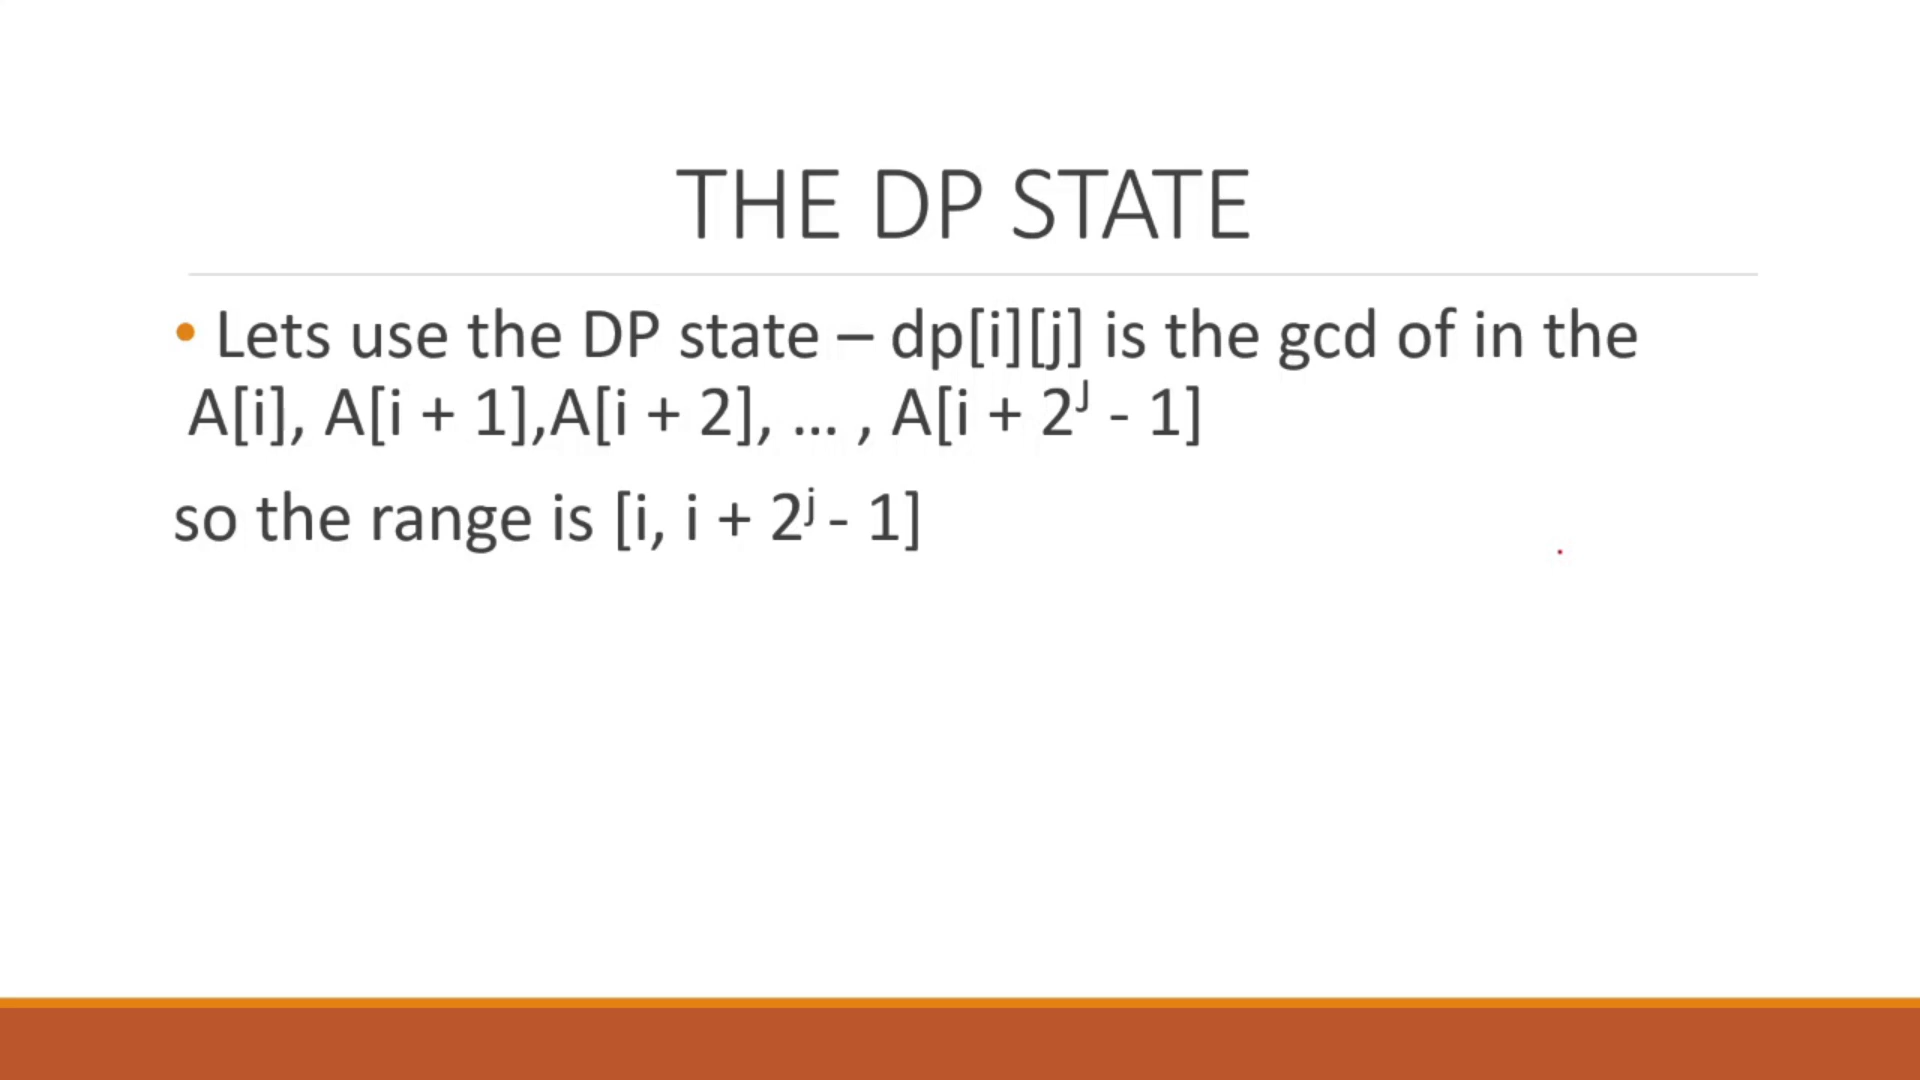 THE DP STATE
• Lets use the DP state – dp[i][j] is the gcd of in the
A[i], A[i + 1],A[i + 2], ... , A[i + 2ᴶ - 1]
so the range is [i, i + 2ʲ - 1]